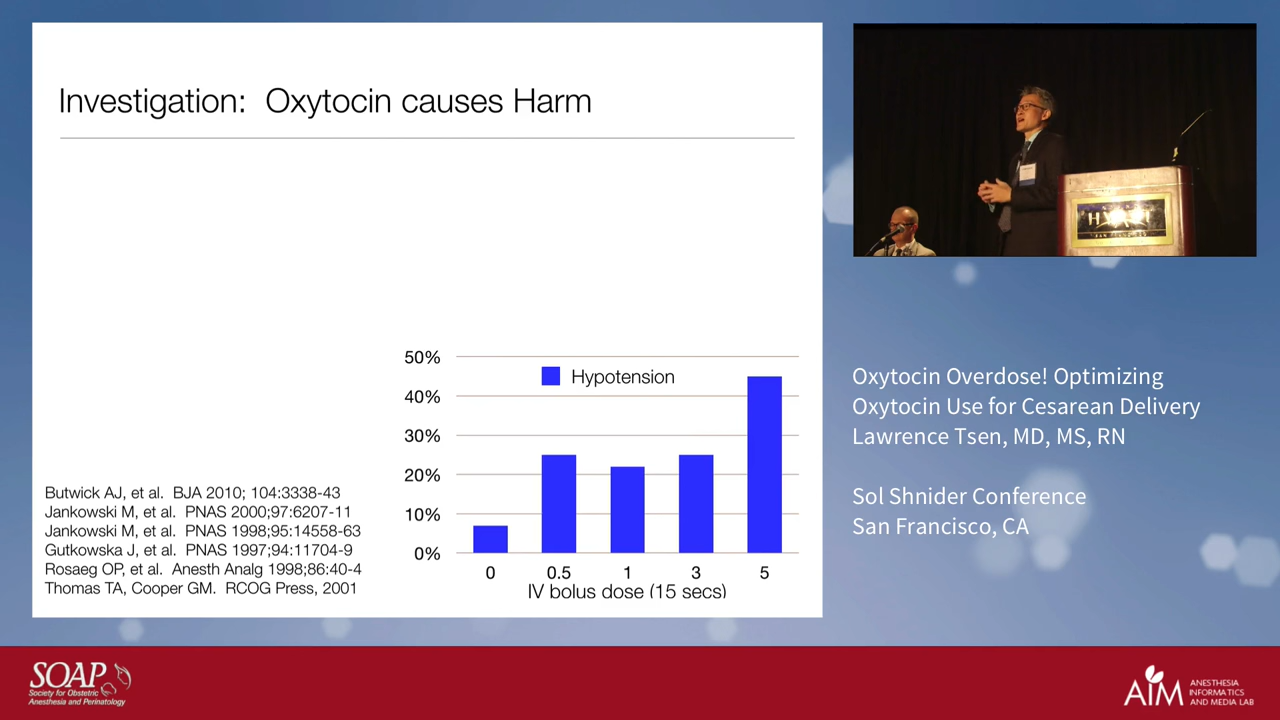 Investigation: Oxytocin causes Harm
50%
40%
30%
20%
10%
0%
Hypotension
0 0.5 1 3 5
IV bolus dose (15 secs)
Butwick AJ, et al. BJA 2010; 104:3338-43
Jankowski M, et al. PNAS 2000;97:6207-11
Jankowski M, et al. PNAS 1998;95:14558-63
Gutkowska J, et al. PNAS 1997;94:11704-9
Rosaeg OP, et al. Anesth Analg 1998;86:40-4
Thomas TA, Cooper GM. RCOG Press, 2001
HYATT
SAN FRANCISCO
Oxytocin Overdose! Optimizing
Oxytocin Use for Cesarean Delivery
Lawrence Tsen, MD, MS, RN
Sol Shnider Conference
San Francisco, CA
SOAP
Society for Obstetric
Anesthesia and Perinatology
AIM
ANESTHESIA
INFORMATICS
AND MEDIA LAB